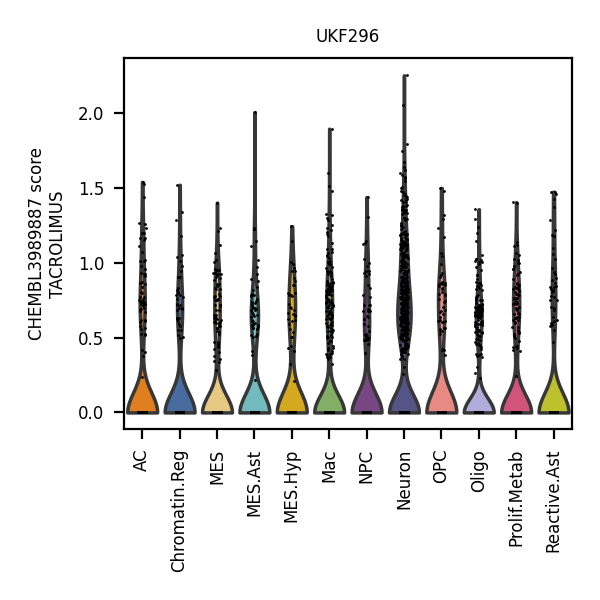 UKF296
CHEMBL3989887 score
TACROLIMUS
2.0
1.5
1.0
0.5
0.0
AC
Chromatin.Reg
MES
MES.Ast
MES.Hyp
Mac
NPC
Neuron
OPC
Oligo
Prolif.Metab
Reactive.Ast